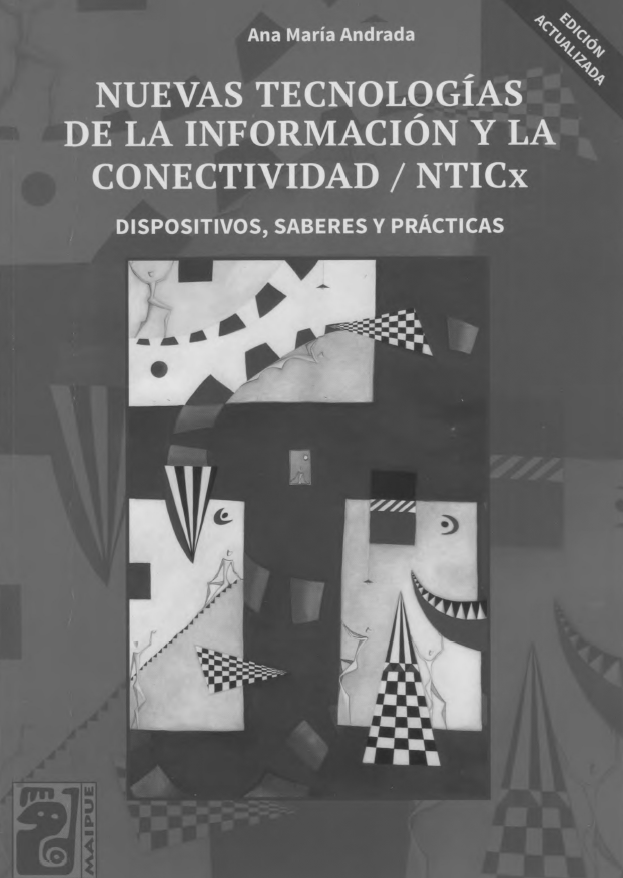 Ana María Andrada
EDICIÓN
ACTUALIZADA
NUEVAS TECNOLOGÍAS
DE LA INFORMACIÓN Y LA
CONECTIVIDAD / NTICx
DISPOSITIVOS, SABERES Y PRÁCTICAS
MAIPUE